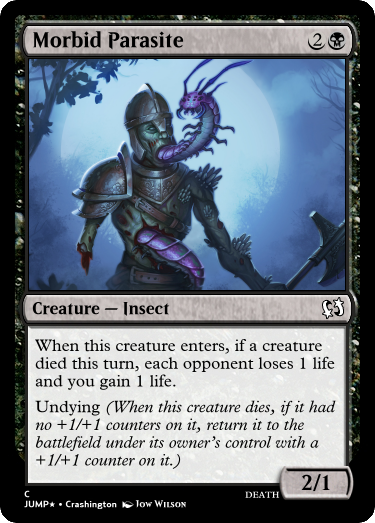 Morbid Parasite 2
Creature — Insect
When this creature enters, if a creature
died this turn, each opponent loses 1 life
and you gain 1 life.
Undying (When this creature dies, if it had
no +1/+1 counters on it, return it to the
battlefield under its owner's control with a
+1/+1 counter on it.)
2/1
C DEATH
JUMP★ • Crashington Jow Wilson